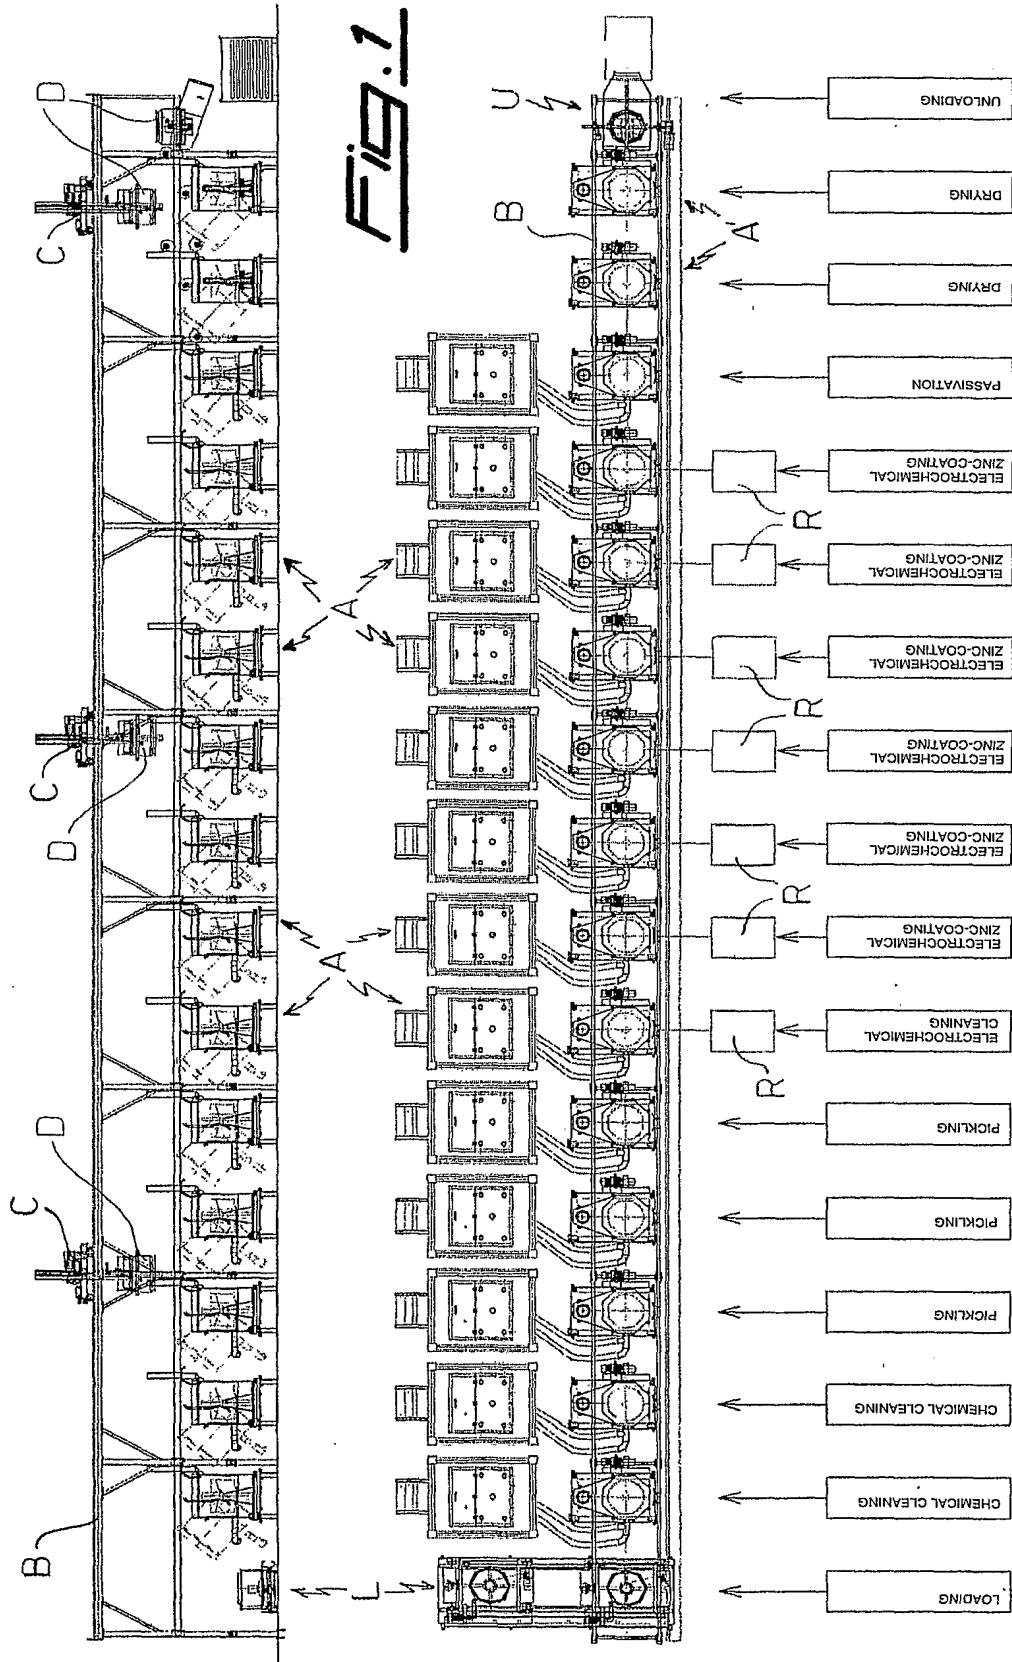 Fig.1
B
C
D
D
C
D
C
D
A
A
L
B
U
A'
R
R
R
R
R
UNLOADING
DRYING
DRYING
PASSIVATION
ELECTROCHEMICAL
ZINC-COATING
ELECTROCHEMICAL
ZINC-COATING
ELECTROCHEMICAL
ZINC-COATING
ELECTROCHEMICAL
ZINC-COATING
ELECTROCHEMICAL
ZINC-COATING
ELECTROCHEMICAL
ZINC-COATING
ELECTROCHEMICAL
CLEANING
PICKLING
PICKLING
PICKLING
CHEMICAL CLEANING
CHEMICAL CLEANING
LOADING